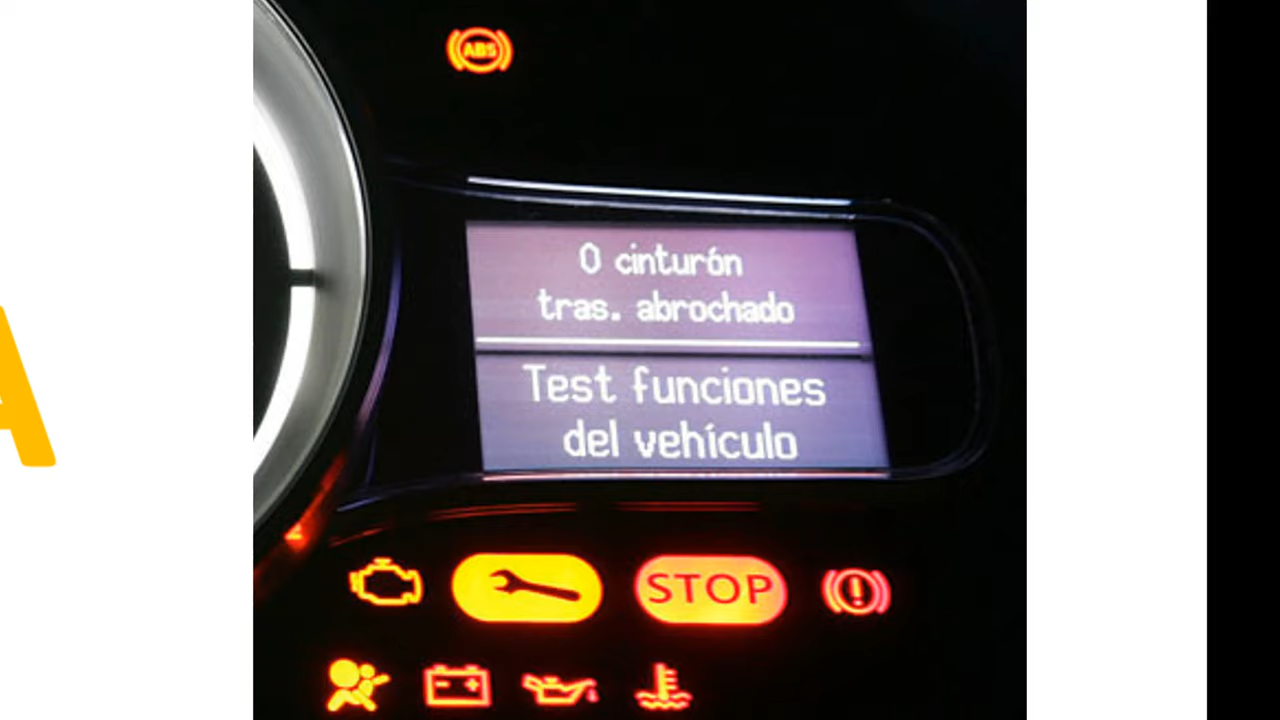 A
ABS
0 cinturón
tras. abrochado
Test funciones
del vehículo
STOP